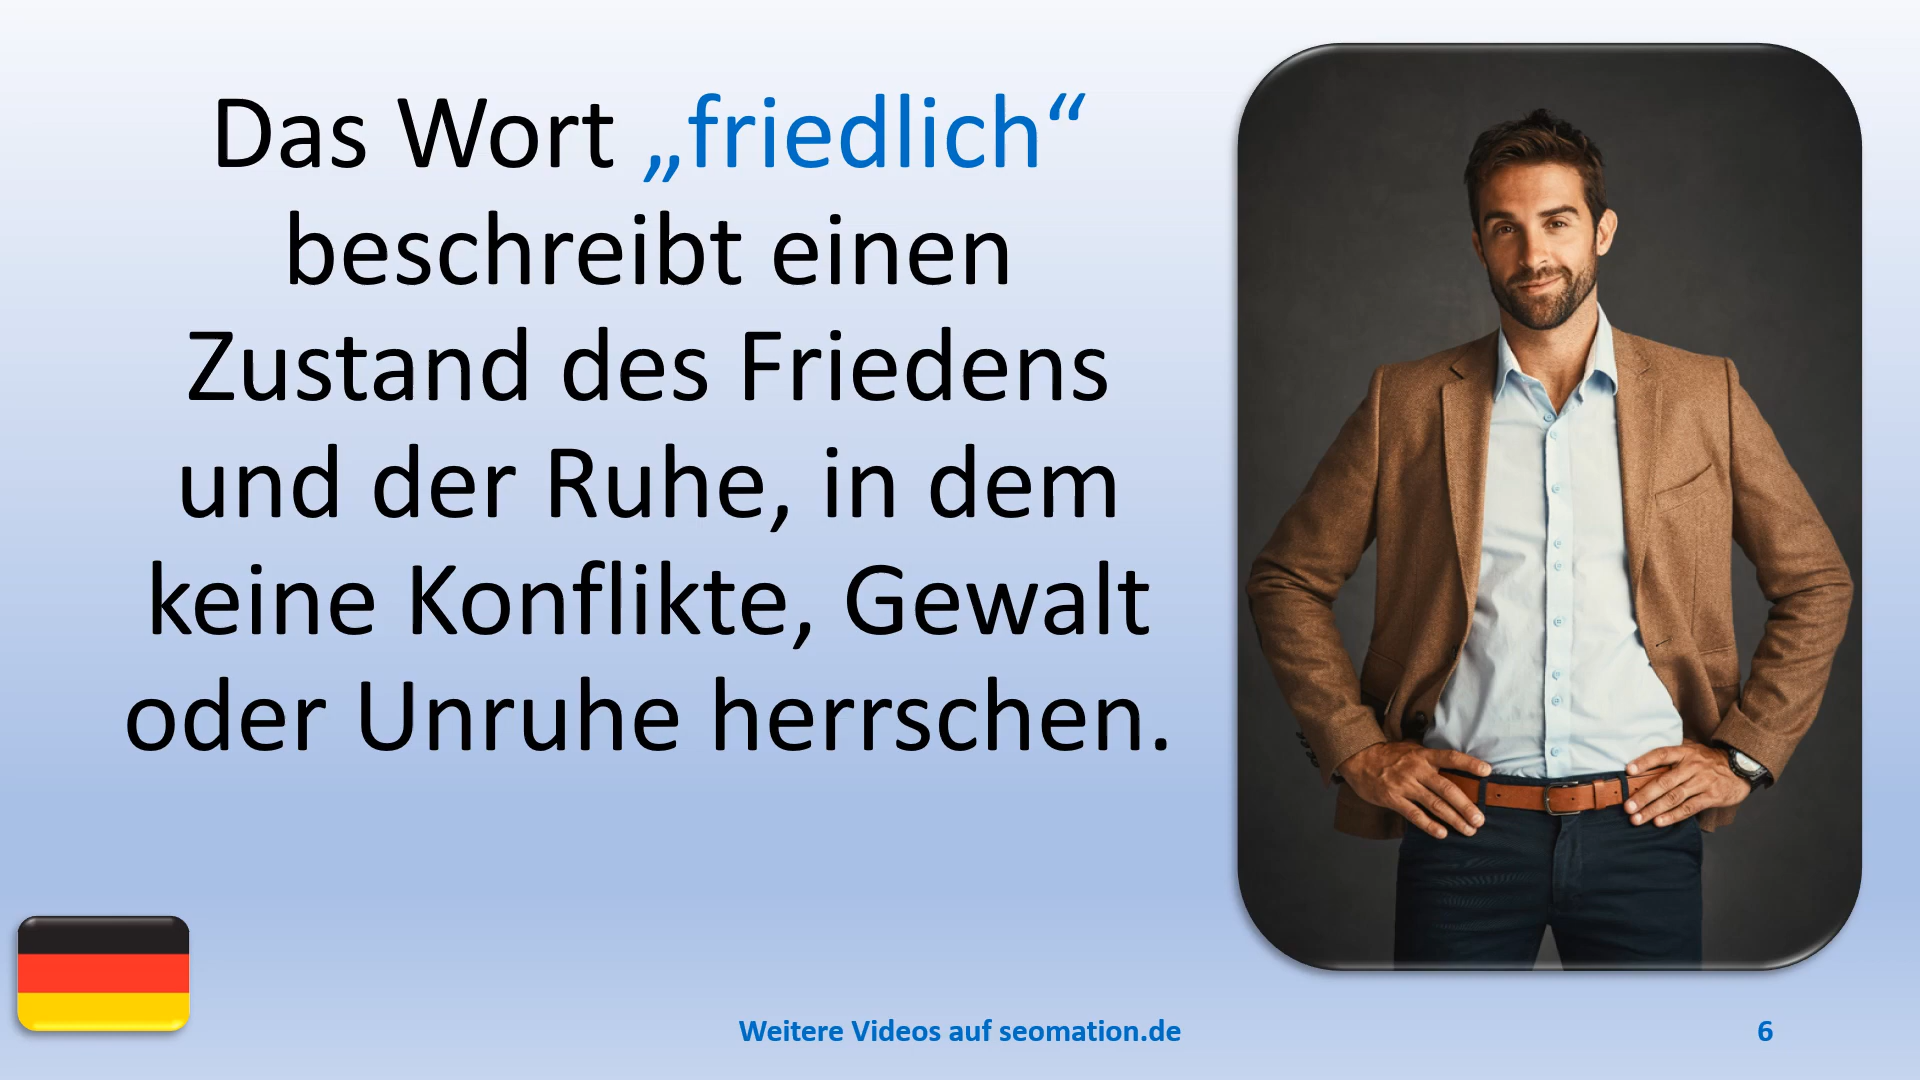 Das Wort „friedlich“
beschreibt einen
Zustand des Friedens
und der Ruhe, in dem
keine Konflikte, Gewalt
oder Unruhe herrschen.
Weitere Videos auf seomation.de
6